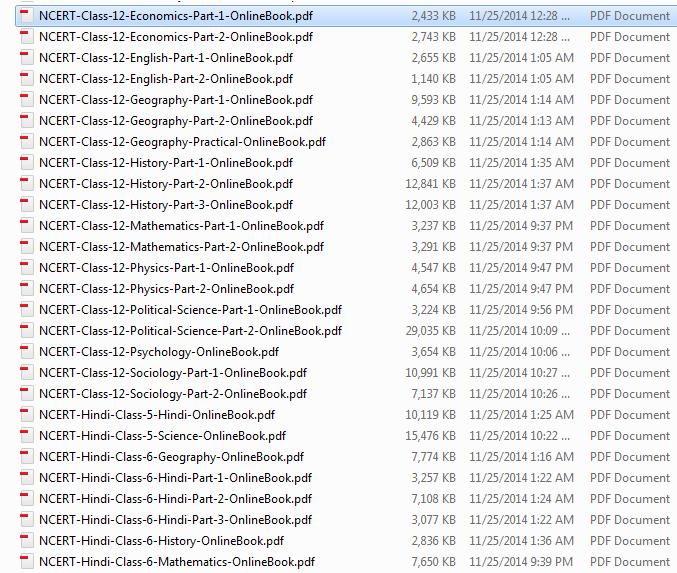 NCERT-Class-12-Economics-Part-1-OnlineBook.pdf 2,433 KB 11/25/2014 12:28 ... PDF Document
NCERT-Class-12-Economics-Part-2-OnlineBook.pdf 2,743 KB 11/25/2014 12:28 ... PDF Document
NCERT-Class-12-English-Part-1-OnlineBook.pdf 2,655 KB 11/25/2014 1:05 AM PDF Document
NCERT-Class-12-English-Part-2-OnlineBook.pdf 1,140 KB 11/25/2014 1:05 AM PDF Document
NCERT-Class-12-Geography-Part-1-OnlineBook.pdf 9,593 KB 11/25/2014 1:14 AM PDF Document
NCERT-Class-12-Geography-Part-2-OnlineBook.pdf 4,429 KB 11/25/2014 1:13 AM PDF Document
NCERT-Class-12-Geography-Practical-OnlineBook.pdf 2,863 KB 11/25/2014 1:14 AM PDF Document
NCERT-Class-12-History-Part-1-OnlineBook.pdf 6,509 KB 11/25/2014 1:35 AM PDF Document
NCERT-Class-12-History-Part-2-OnlineBook.pdf 12,841 KB 11/25/2014 1:37 AM PDF Document
NCERT-Class-12-History-Part-3-OnlineBook.pdf 12,003 KB 11/25/2014 1:37 AM PDF Document
NCERT-Class-12-Mathematics-Part-1-OnlineBook.pdf 3,237 KB 11/25/2014 9:37 PM PDF Document
NCERT-Class-12-Mathematics-Part-2-OnlineBook.pdf 3,291 KB 11/25/2014 9:37 PM PDF Document
NCERT-Class-12-Physics-Part-1-OnlineBook.pdf 4,547 KB 11/25/2014 9:47 PM PDF Document
NCERT-Class-12-Physics-Part-2-OnlineBook.pdf 4,654 KB 11/25/2014 9:47 PM PDF Document
NCERT-Class-12-Political-Science-Part-1-OnlineBook.pdf 3,224 KB 11/25/2014 9:56 PM PDF Document
NCERT-Class-12-Political-Science-Part-2-OnlineBook.pdf 29,035 KB 11/25/2014 10:09 ... PDF Document
NCERT-Class-12-Psychology-OnlineBook.pdf 3,654 KB 11/25/2014 10:06 ... PDF Document
NCERT-Class-12-Sociology-Part-1-OnlineBook.pdf 10,991 KB 11/25/2014 10:27 ... PDF Document
NCERT-Class-12-Sociology-Part-2-OnlineBook.pdf 7,137 KB 11/25/2014 10:26 ... PDF Document
NCERT-Hindi-Class-5-Hindi-OnlineBook.pdf 10,119 KB 11/25/2014 1:25 AM PDF Document
NCERT-Hindi-Class-5-Science-OnlineBook.pdf 15,476 KB 11/25/2014 10:22 ... PDF Document
NCERT-Hindi-Class-6-Geography-OnlineBook.pdf 7,774 KB 11/25/2014 1:16 AM PDF Document
NCERT-Hindi-Class-6-Hindi-Part-1-OnlineBook.pdf 3,257 KB 11/25/2014 1:22 AM PDF Document
NCERT-Hindi-Class-6-Hindi-Part-2-OnlineBook.pdf 7,108 KB 11/25/2014 1:24 AM PDF Document
NCERT-Hindi-Class-6-Hindi-Part-3-OnlineBook.pdf 3,077 KB 11/25/2014 1:22 AM PDF Document
NCERT-Hindi-Class-6-History-OnlineBook.pdf 2,836 KB 11/25/2014 1:36 AM PDF Document
NCERT-Hindi-Class-6-Mathematics-OnlineBook.pdf 7,650 KB 11/25/2014 9:39 PM PDF Document